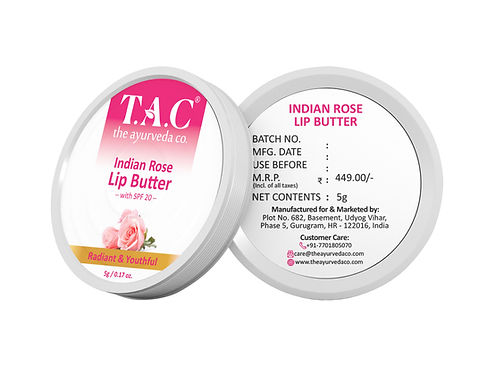 T.A.C®
the ayurveda co.
Indian Rose
Lip Butter
– with SPF 20 –
Radiant & Youthful
5g / 0.17 oz.
INDIAN ROSE
LIP BUTTER
BATCH NO. :
MFG. DATE :
USE BEFORE :
M.R.P. ₹ : 449.00/-
(Incl. of all taxes)
NET CONTENTS : 5g
Manufactured for & Marketed by:
Plot No. 682, Basement, Udyog Vihar,
Phase 5, Gurugram, HR - 122016, India
Customer Care:
+91-7701805070
care@theayurvedaco.com
www.theayurvedaco.com